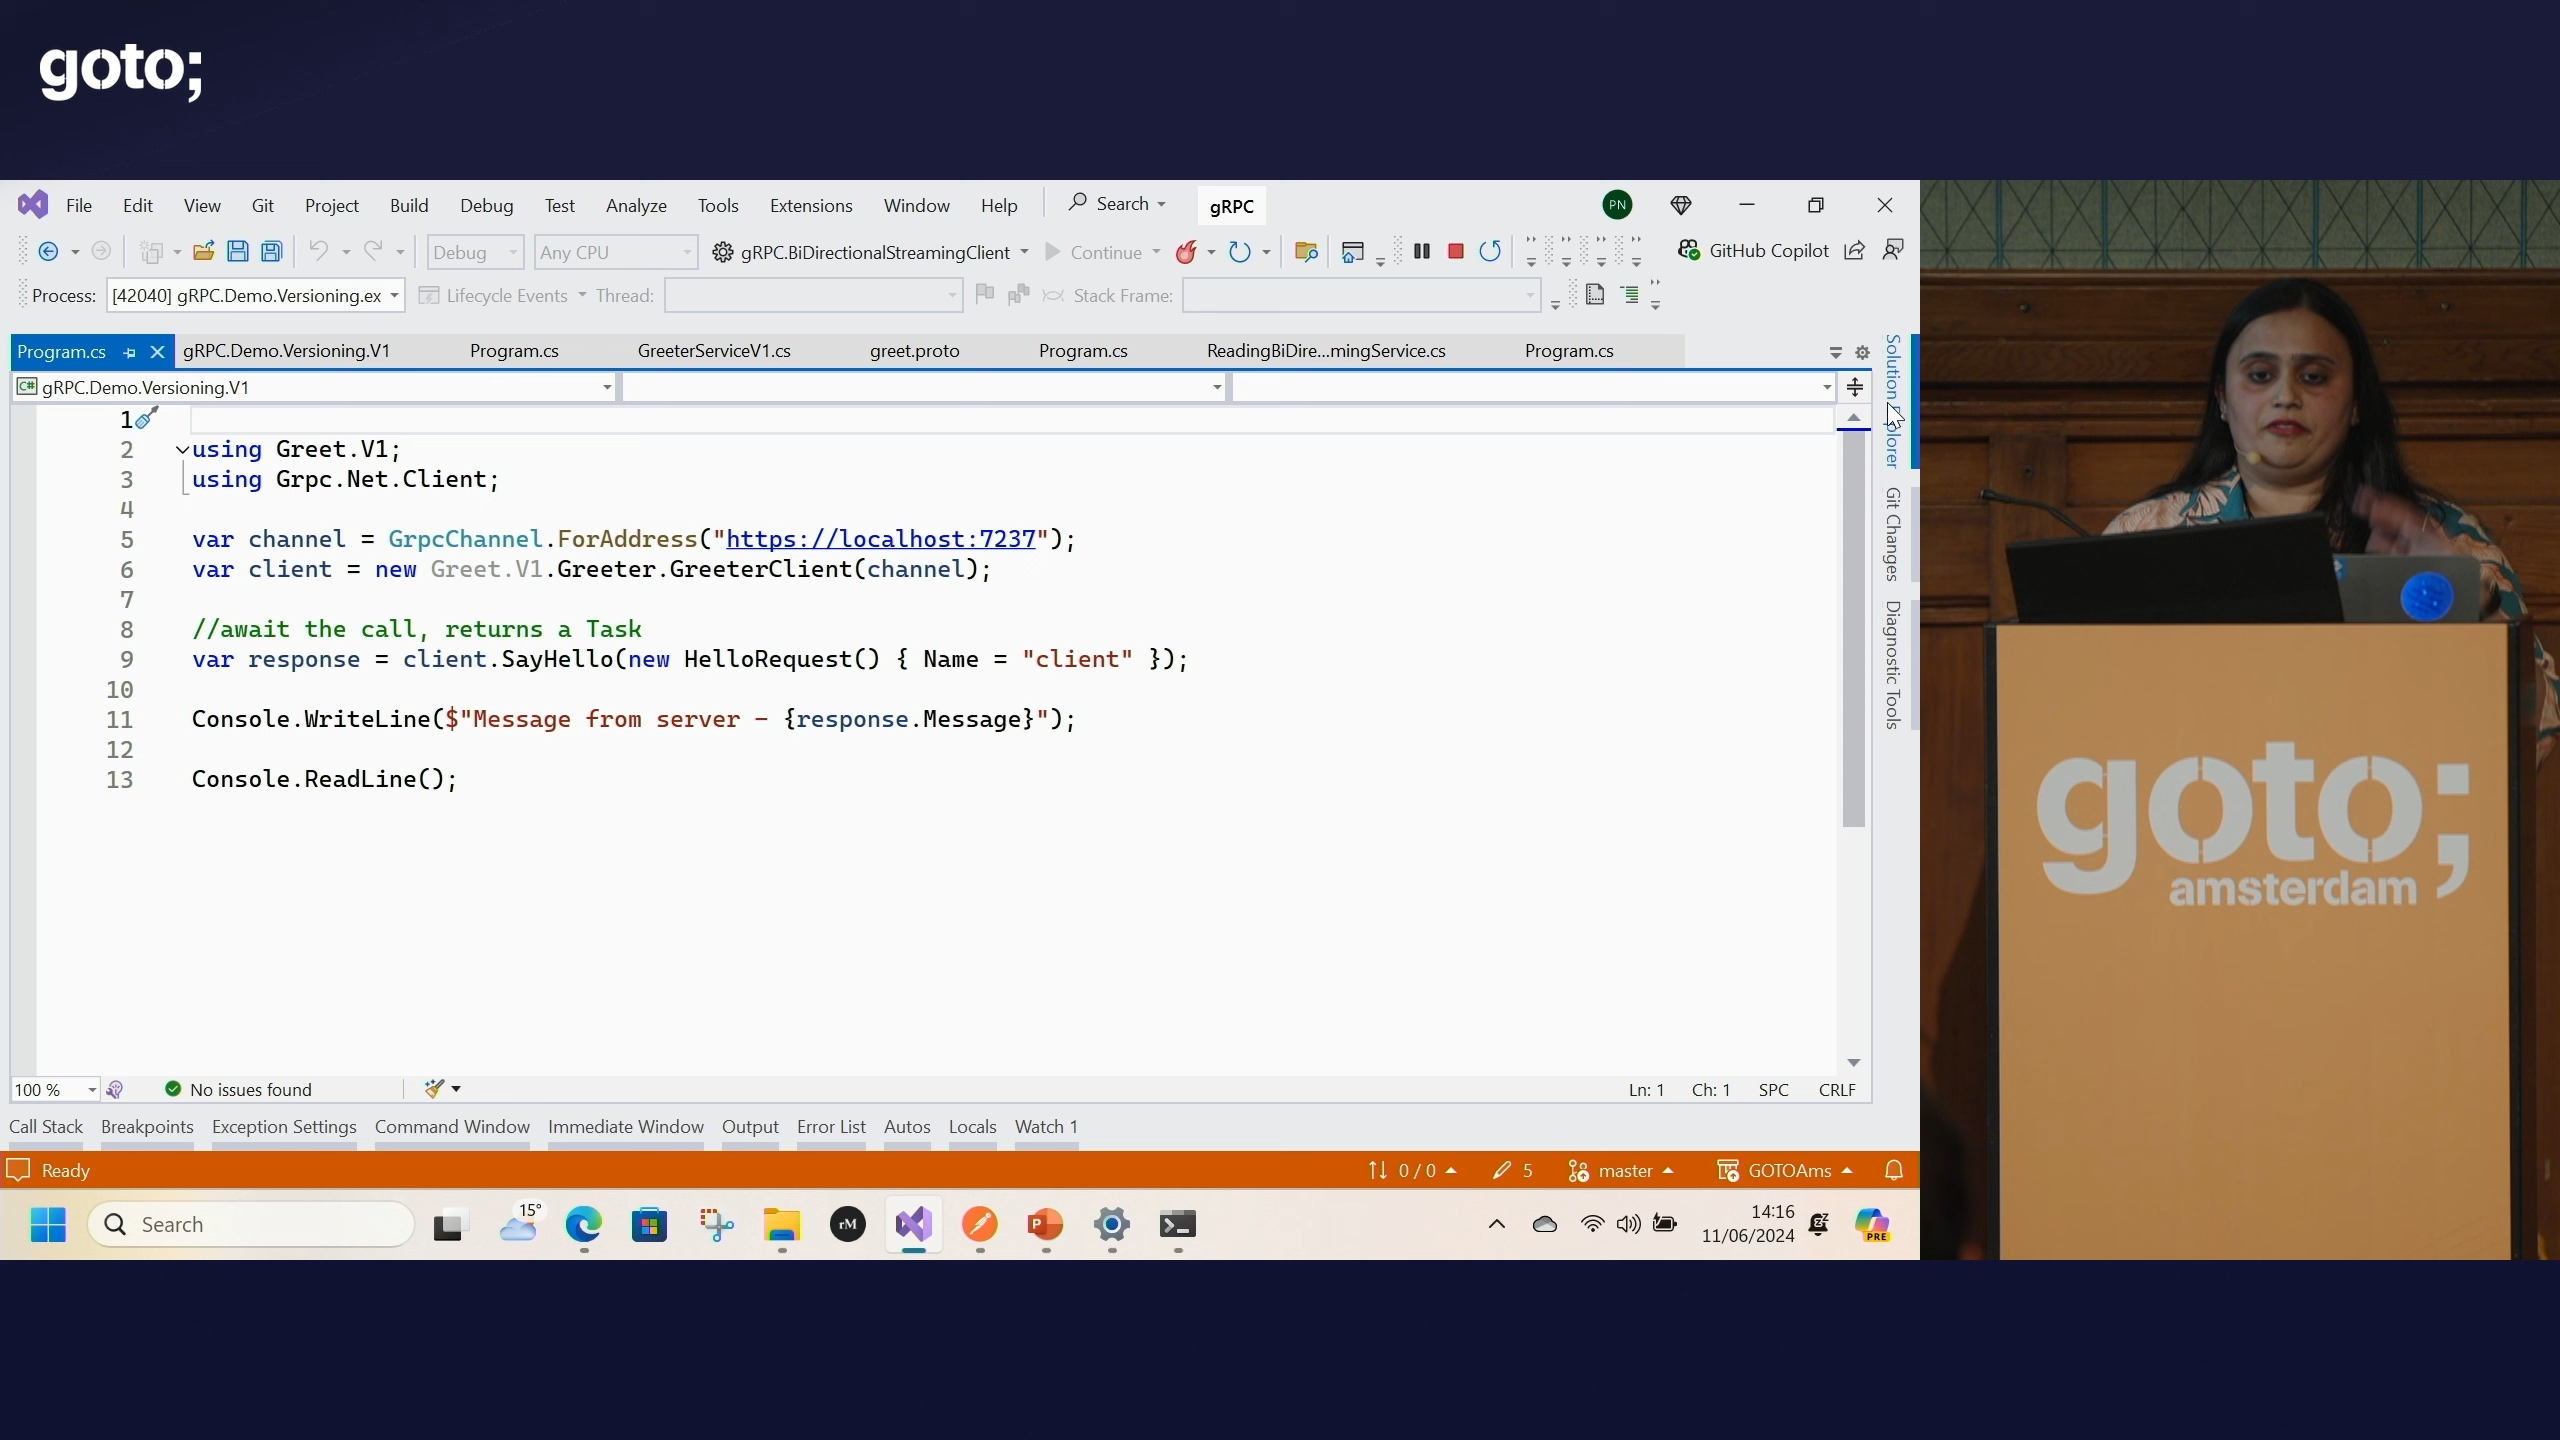 goto;
File Edit View Git Project Build Debug Test Analyze Tools Extensions Window Help Search gRPC PN
Debug Any CPU gRPC.BiDirectionalStreamingClient Continue GitHub Copilot
Process: [42040] gRPC.Demo.Versioning.ex Lifecycle Events Thread: Stack Frame:
Program.cs gRPC.Demo.Versioning.V1 Program.cs GreeterServiceV1.cs greet.proto Program.cs ReadingBiDire...mingService.cs Program.cs
C# gRPC.Demo.Versioning.V1
1
2 using Greet.V1;
3 using Grpc.Net.Client;
4
5 var channel = GrpcChannel.ForAddress("https://localhost:7237");
6 var client = new Greet.V1.Greeter.GreeterClient(channel);
7
8 //await the call, returns a Task
9 var response = client.SayHello(new HelloRequest() { Name = "client" });
10
11 Console.WriteLine($"Message from server – {response.Message}");
12
13 Console.ReadLine();
Solution Explorer
Git Changes
Diagnostic Tools
100 % No issues found Ln: 1 Ch: 1 SPC CRLF
Call Stack Breakpoints Exception Settings Command Window Immediate Window Output Error List Autos Locals Watch 1
Ready 0 / 0 5 master GOTOAms
Search 15° rM P 14:16
11/06/2024 PRE
goto;
amsterdam